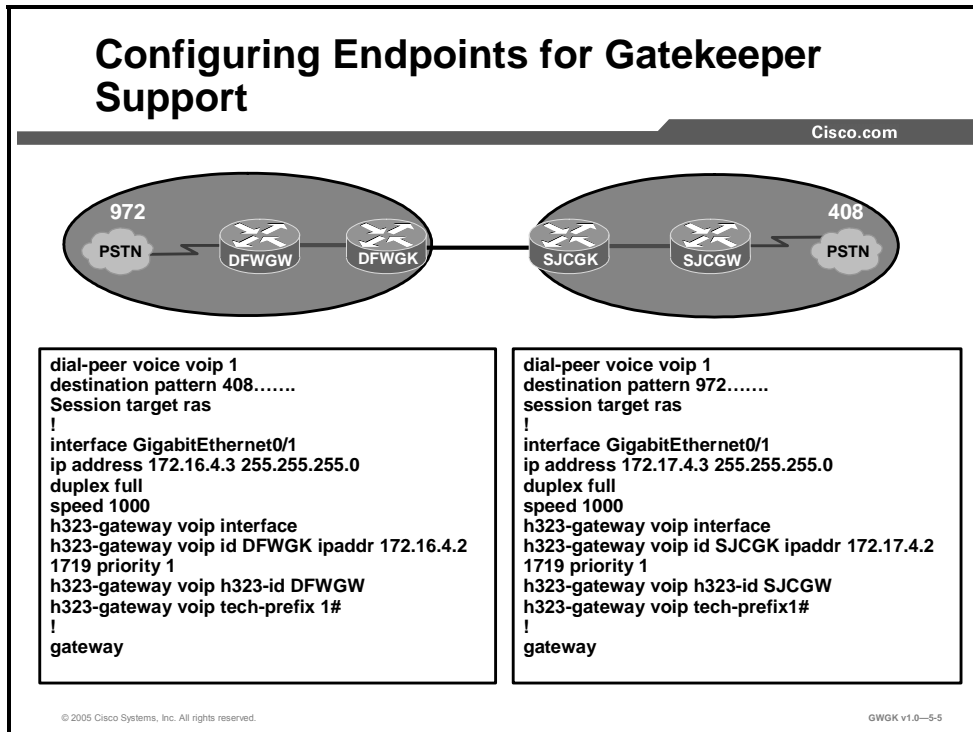 Configuring Endpoints for Gatekeeper
Support
Cisco.com
972
PSTN
DFWGW
DFWGK
SJCGK
SJCGW
408
PSTN
dial-peer voice voip 1
destination pattern 408…….
Session target ras
!
interface GigabitEthernet0/1
ip address 172.16.4.3 255.255.255.0
duplex full
speed 1000
h323-gateway voip interface
h323-gateway voip id DFWGK ipaddr 172.16.4.2
1719 priority 1
h323-gateway voip h323-id DFWGW
h323-gateway voip tech-prefix 1#
!
gateway
dial-peer voice voip 1
destination pattern 972…….
session target ras
!
interface GigabitEthernet0/1
ip address 172.17.4.3 255.255.255.0
duplex full
speed 1000
h323-gateway voip interface
h323-gateway voip id SJCGK ipaddr 172.17.4.2
1719 priority 1
h323-gateway voip h323-id SJCGW
h323-gateway voip tech-prefix1#
!
gateway
© 2005 Cisco Systems, Inc. All rights reserved.
GWGK v1.0—5-5